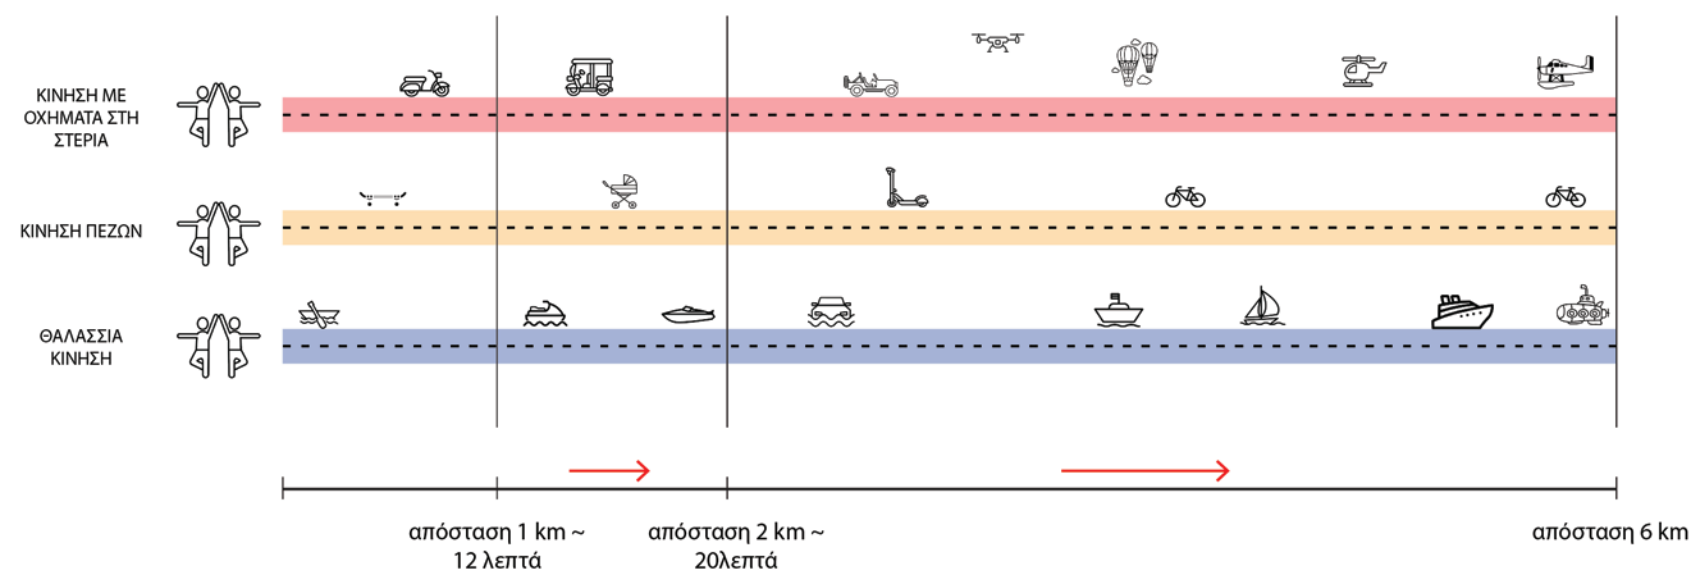 ΚΙΝΗΣΗ ΜΕ
ΟΧΗΜΑΤΑ ΣΤΗ
ΣΤΕΡΙΑ
ΚΙΝΗΣΗ ΠΕΖΩΝ
ΘΑΛΑΣΣΙΑ
ΚΙΝΗΣΗ
απόσταση 1 km ~
12 λεπτά
απόσταση 2 km ~
20λεπτά
απόσταση 6 km